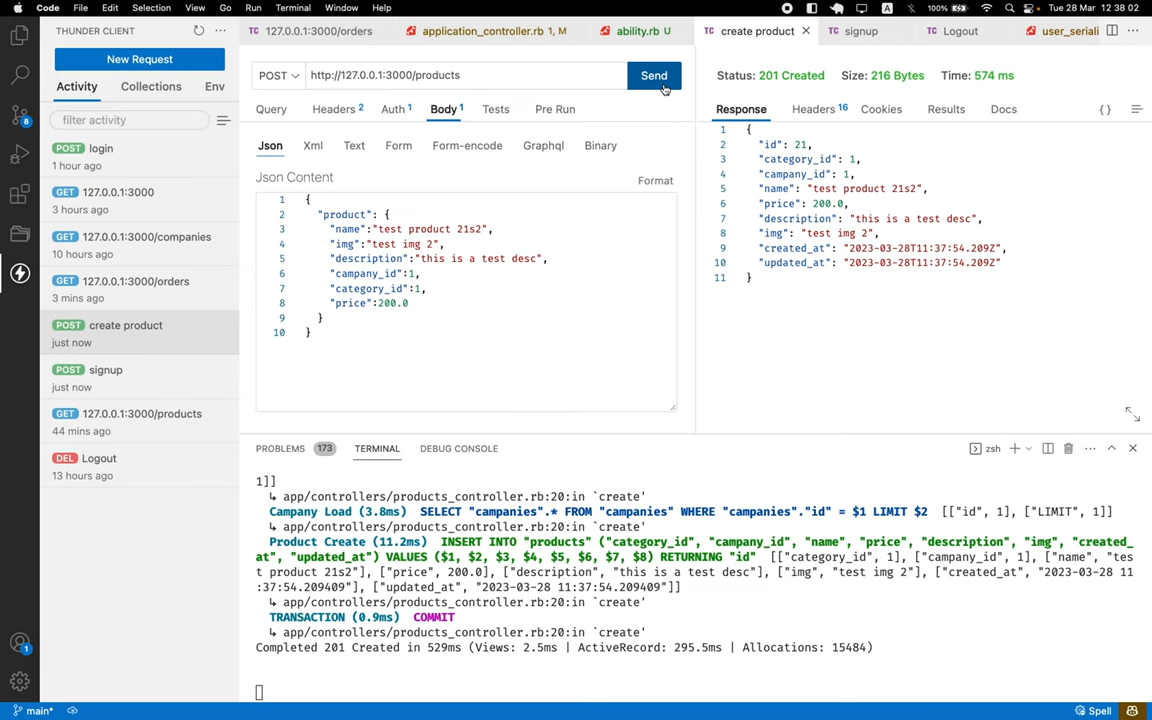 Code File Edit Selection View Go Run Terminal Window Help A 100% Tue 28 Mar 12 38 02
THUNDER CLIENT
New Request
Activity Collections Env
filter activity
POST login
1 hour ago
GET 127.0.0.1:3000
3 hours ago
GET 127.0.0.1:3000/companies
10 hours ago
GET 127.0.0.1:3000/orders
3 mins ago
POST create product
just now
POST signup
just now
GET 127.0.0.1:3000/products
44 mins ago
DEL Logout
13 hours ago
8
1
TC 127.0.0.1:3000/orders application_controller.rb 1, M ability.rb U TC create product TC signup TC Logout user_seriali
POST http://127.0.0.1:3000/products Send
Query Headers 2 Auth 1 Body 1 Tests Pre Run
Json Xml Text Form Form-encode Graphql Binary
Json Content
Format
1 {
2 "product": {
3 "name":"test product 21s2",
4 "img":"test img 2",
5 "description":"this is a test desc",
6 "campany_id":1,
7 "category_id":1,
8 "price":200.0
9 }
10 }
Status: 201 Created Size: 216 Bytes Time: 574 ms
Response Headers 16 Cookies Results Docs { }
1 {
2 "id": 21,
3 "category_id": 1,
4 "campany_id": 1,
5 "name": "test product 21s2",
6 "price": 200.0,
7 "description": "this is a test desc",
8 "img": "test img 2",
9 "created_at": "2023-03-28T11:37:54.209Z",
10 "updated_at": "2023-03-28T11:37:54.209Z"
11 }
PROBLEMS 173 TERMINAL DEBUG CONSOLE zsh
1]]
↳ app/controllers/products_controller.rb:20:in `create'
Campany Load (3.8ms) SELECT "campanies".* FROM "campanies" WHERE "campanies"."id" = $1 LIMIT $2 [["id", 1], ["LIMIT", 1]]
↳ app/controllers/products_controller.rb:20:in `create'
Product Create (11.2ms) INSERT INTO "products" ("category_id", "campany_id", "name", "price", "description", "img", "created_
at", "updated_at") VALUES ($1, $2, $3, $4, $5, $6, $7, $8) RETURNING "id" [["category_id", 1], ["campany_id", 1], ["name", "tes
t product 21s2"], ["price", 200.0], ["description", "this is a test desc"], ["img", "test img 2"], ["created_at", "2023-03-28 11
:37:54.209409"], ["updated_at", "2023-03-28 11:37:54.209409"]]
↳ app/controllers/products_controller.rb:20:in `create'
TRANSACTION (0.9ms) COMMIT
↳ app/controllers/products_controller.rb:20:in `create'
Completed 201 Created in 529ms (Views: 2.5ms | ActiveRecord: 295.5ms | Allocations: 15484)
main* Spell